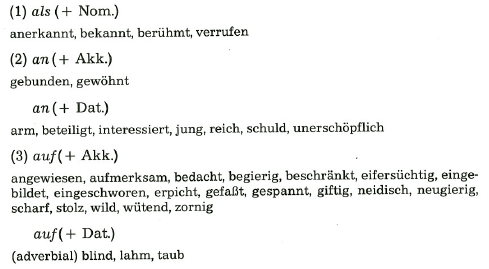 (1) als (+ Nom.)
anerkannt, bekannt, berühmt, verrufen
(2) an (+ Akk.)
gebunden, gewöhnt
an (+ Dat.)
arm, beteiligt, interessiert, jung, reich, schuld, unerschöpflich
(3) auf (+ Akk.)
angewiesen, aufmerksam, bedacht, begierig, beschränkt, eifersüchtig, einge-
bildet, eingeschworen, erpicht, gefaßt, gespannt, giftig, neidisch, neugierig,
scharf, stolz, wild, wütend, zornig
auf (+ Dat.)
(adverbial) blind, lahm, taub